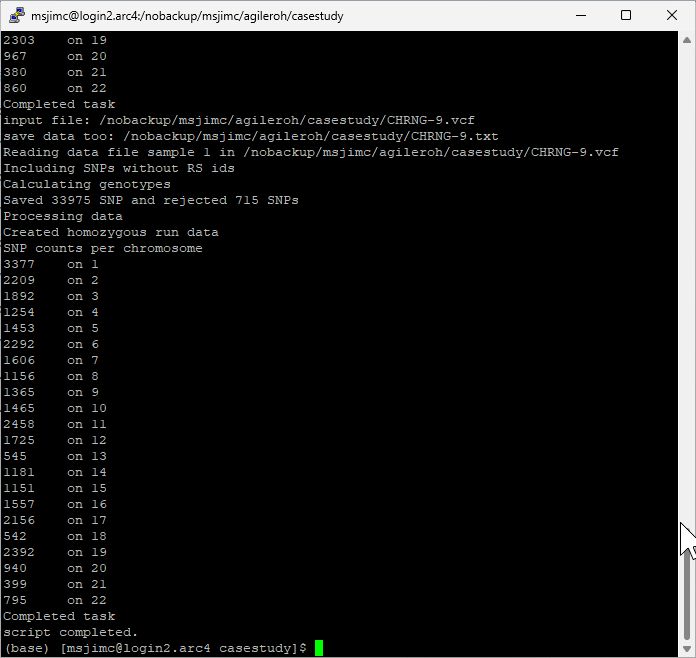 msjimc@login2.arc4:/nobackup/msjimc/agileroh/casestudy
2303    on 19
967     on 20
380     on 21
860     on 22
Completed task
input file: /nobackup/msjimc/agileroh/casestudy/CHRNG-9.vcf
save data too: /nobackup/msjimc/agileroh/casestudy/CHRNG-9.txt
Reading data file sample 1 in /nobackup/msjimc/agileroh/casestudy/CHRNG-9.vcf
Including SNPs without RS ids
Calculating genotypes
Saved 33975 SNP and rejected 715 SNPs
Processing data
Created homozygous run data
SNP counts per chromosome
3377    on 1
2209    on 2
1892    on 3
1254    on 4
1453    on 5
2292    on 6
1606    on 7
1156    on 8
1365    on 9
1465    on 10
2458    on 11
1725    on 12
545     on 13
1181    on 14
1151    on 15
1557    on 16
2156    on 17
542     on 18
2392    on 19
940     on 20
399     on 21
795     on 22
Completed task
script completed.
(base) [msjimc@login2.arc4 casestudy]$